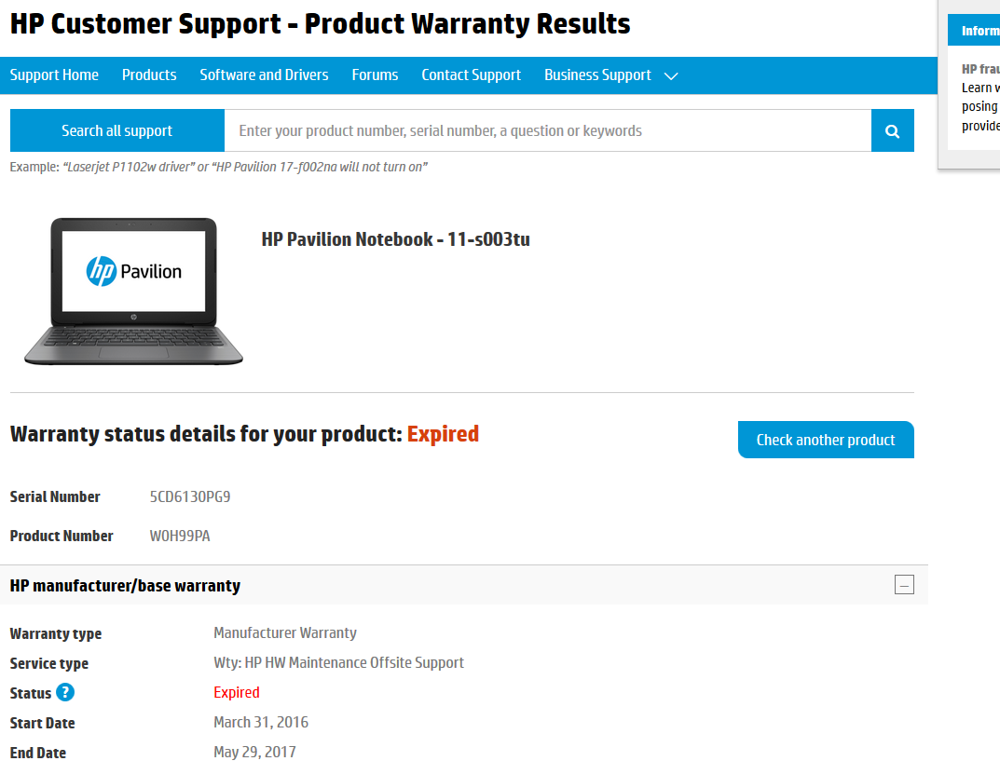 HP Customer Support - Product Warranty Results
Inform
Support Home Products Software and Drivers Forums Contact Support Business Support
HP frau
Learn w
posing
provide
Search all support Enter your product number, serial number, a question or keywords
Example: “Laserjet P1102w driver” or “HP Pavilion 17-f002na will not turn on”
HP Pavilion Notebook - 11-s003tu
hp Pavilion
hp
Warranty status details for your product: Expired
Check another product
Serial Number 5CD6130PG9
Product Number W0H99PA
HP manufacturer/base warranty
Warranty type Manufacturer Warranty
Service type Wty: HP HW Maintenance Offsite Support
Status ? Expired
Start Date March 31, 2016
End Date May 29, 2017